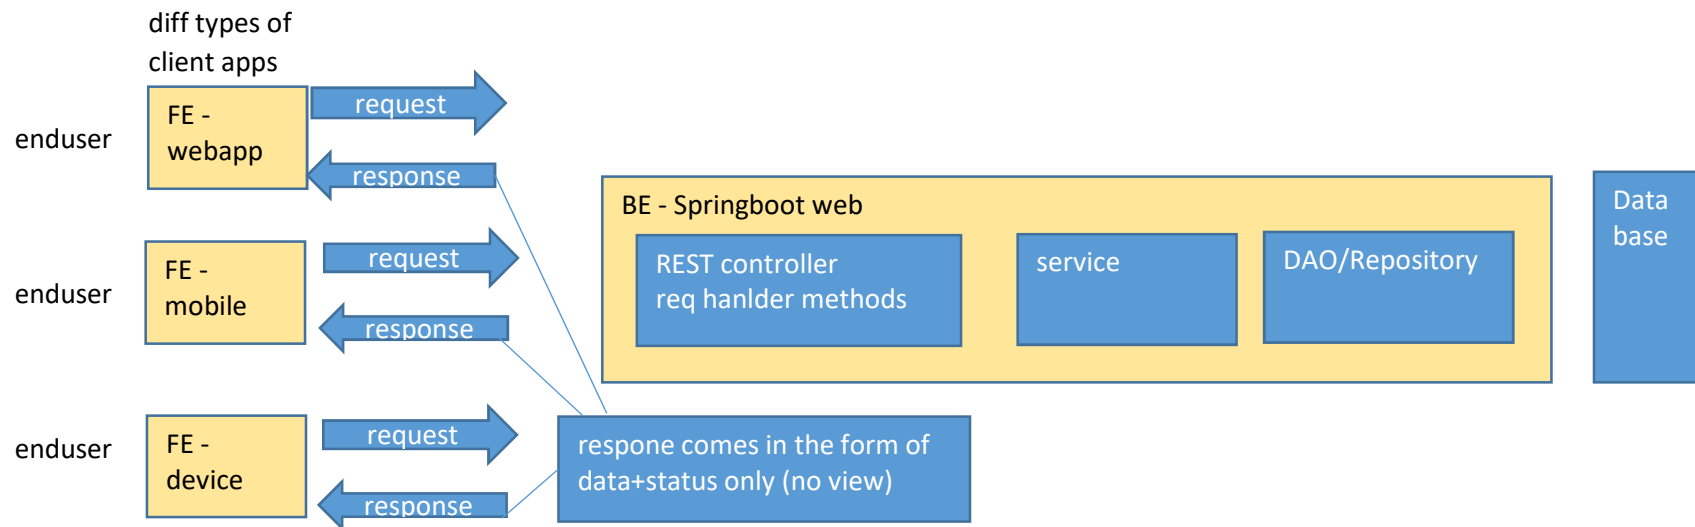 diff types of
client apps
enduser
FE -
webapp
request
response
enduser
FE -
mobile
request
response
enduser
FE -
device
request
response
BE - Springboot web
REST controller
req hanlder methods
service
DAO/Repository
Data
base
respone comes in the form of
data+status only (no view)